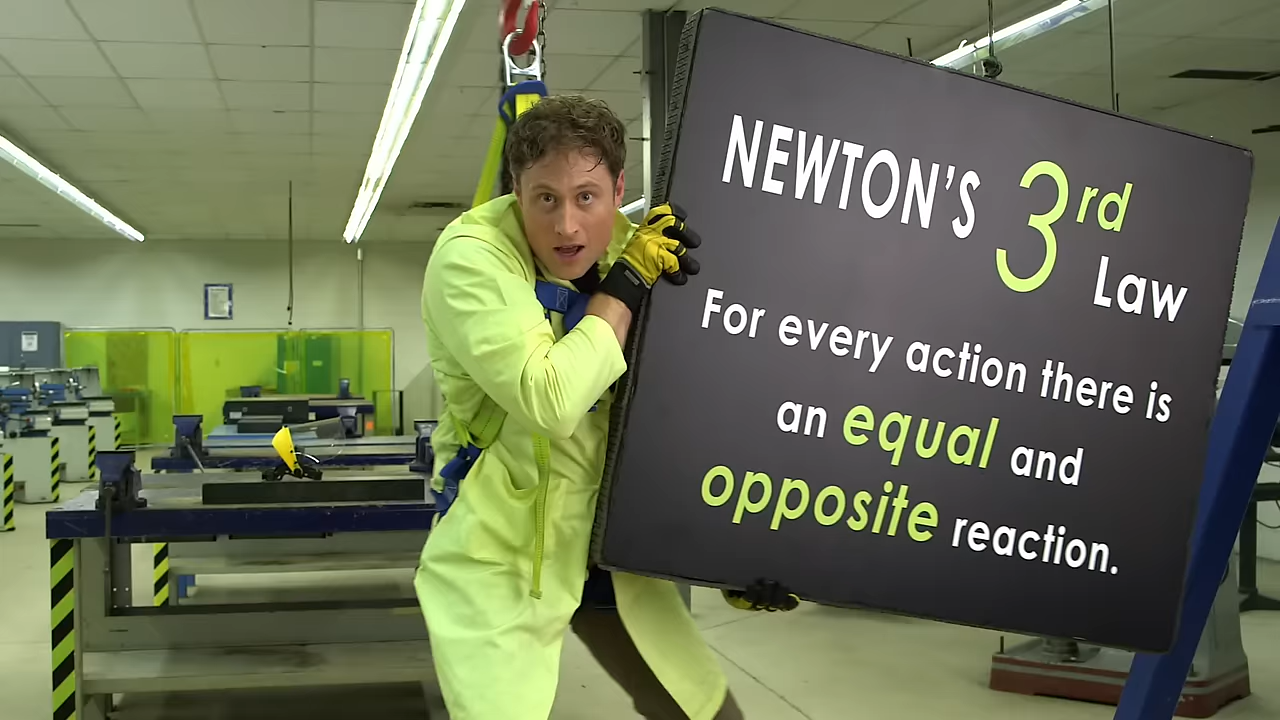 NEWTON'S 3rd
Law
For every action there is
an equal and
opposite reaction.